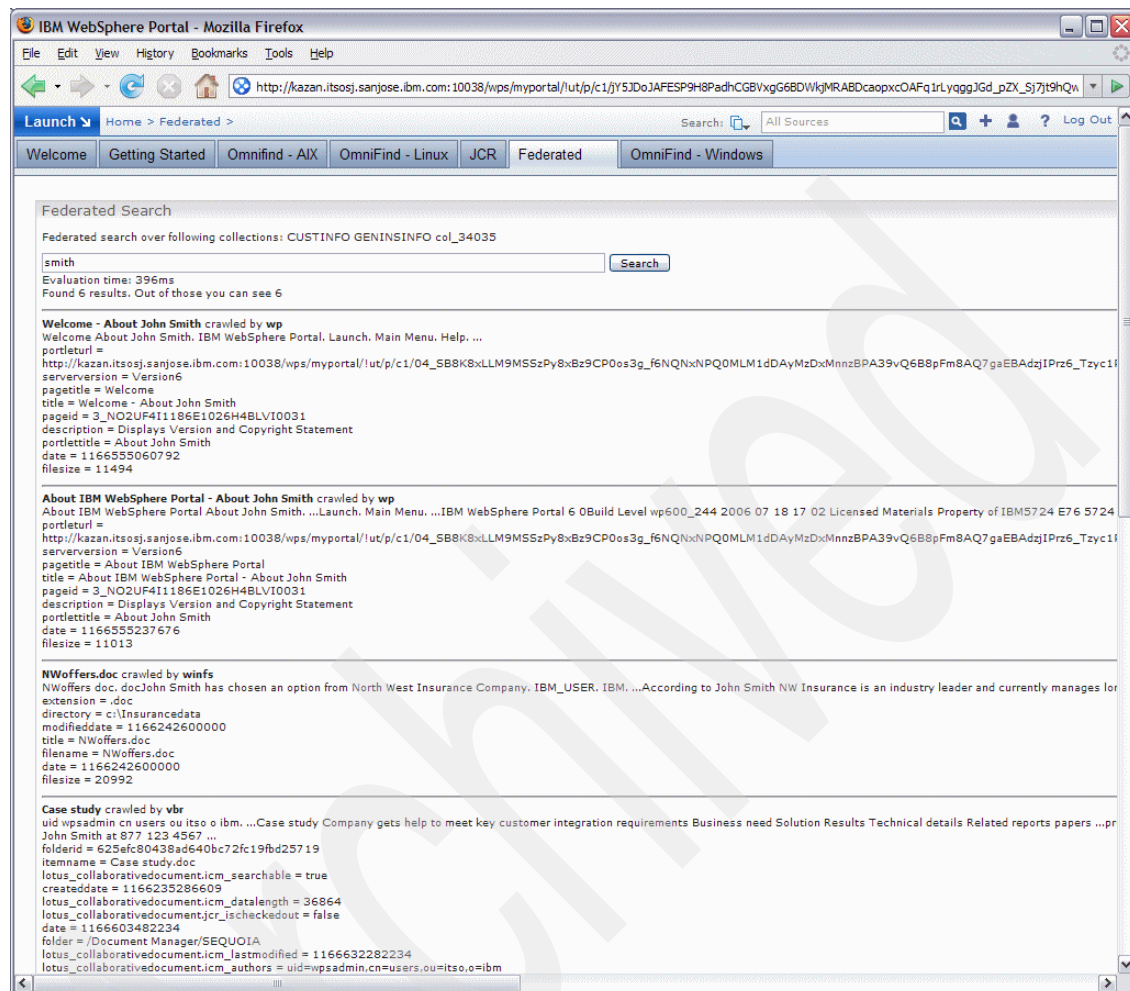 IBM WebSphere Portal - Mozilla Firefox
File Edit View History Bookmarks Tools Help
http://kazan.itsosj.sanjose.ibm.com:10038/wps/myportal/!ut/p/c1/
Launch Home > Federated > Search: All Sources ? Log Out
Welcome Getting Started Omnifind - AIX OmniFind - Linux JCR Federated OmniFind - Windows
Federated Search
Federated search over following collections: CUSTINFO GENINSINFO col_34035
smith Search
Evaluation time: 396ms
Found 6 results. Out of those you can see 6
Welcome - About John Smith crawled by wp
Welcome About John Smith. IBM WebSphere Portal. Launch. Main Menu. Help. ...
portleturl =
http://kazan.itsosj.sanjose.ibm.com:10038/wps/myportal/!ut/p/c1/
serverversion = Version6
pagetitle = Welcome
title = Welcome - About John Smith
pageid = 3_NO2UF4I1186E1026H4BLVI0031
description = Displays Version and Copyright Statement
portlettitle = About John Smith
date = 1166555060792
filesize = 11494
About IBM WebSphere Portal - About John Smith crawled by wp
About IBM WebSphere Portal About John Smith. ...Launch. Main Menu. ...IBM WebSphere Portal 6 0Build Level wp600_244 2006 07 18 17 02 Licensed Materials Property of IBM5724 E76 5724
portleturl =
http://kazan.itsosj.sanjose.ibm.com:10038/wps/myportal/!ut/p/c1/
serverversion = Version6
pagetitle = About IBM WebSphere Portal
title = About IBM WebSphere Portal - About John Smith
pageid = 3_NO2UF4I1186E1026H4BLVI0031
description = Displays Version and Copyright Statement
portlettitle = About John Smith
date = 1166555237676
filesize = 11013
NWoffers.doc crawled by winfs
NWoffers doc. docJohn Smith has chosen an option from North West Insurance Company. IBM_USER. IBM. ...According to John Smith NW Insurance is an industry leader and currently manages
extension = .doc
directory = c:\Insurancedata
modifieddate = 1166242600000
title = NWoffers.doc
filename = NWoffers.doc
date = 1166242600000
filesize = 20992
Case study crawled by vbr
uid wpsadmin cn users ou itso o ibm. ...Case study Company gets help to meet key customer integration requirements Business need Solution Results Technical details Related reports papers ...pr
John Smith at 877 123 4567 ...
folderid = 625efc80438ad640bc72fc19fbd25719
itemname = Case study.doc
lotus_collaborativedocument.icm_searchable = true
createddate = 1166235286609
lotus_collaborativedocument.icm_datalength = 36864
lotus_collaborativedocument.jcr_ischeckedout = false
date = 1166603482234
folder = /Document Manager/SEQUOIA
lotus_collaborativedocument.icm_lastmodified = 1166632282234
lotus_collaborativedocument.icm_authors = uid=wpsadmin,cn=users,ou=itso,o=ibm